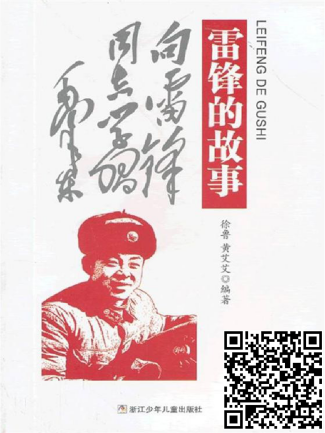 雷锋的故事
LEIFENG DE GUSHI
向雷锋
同志学习
毛泽东
徐鲁 黄艾艾◎编著
浙江少年儿童出版社